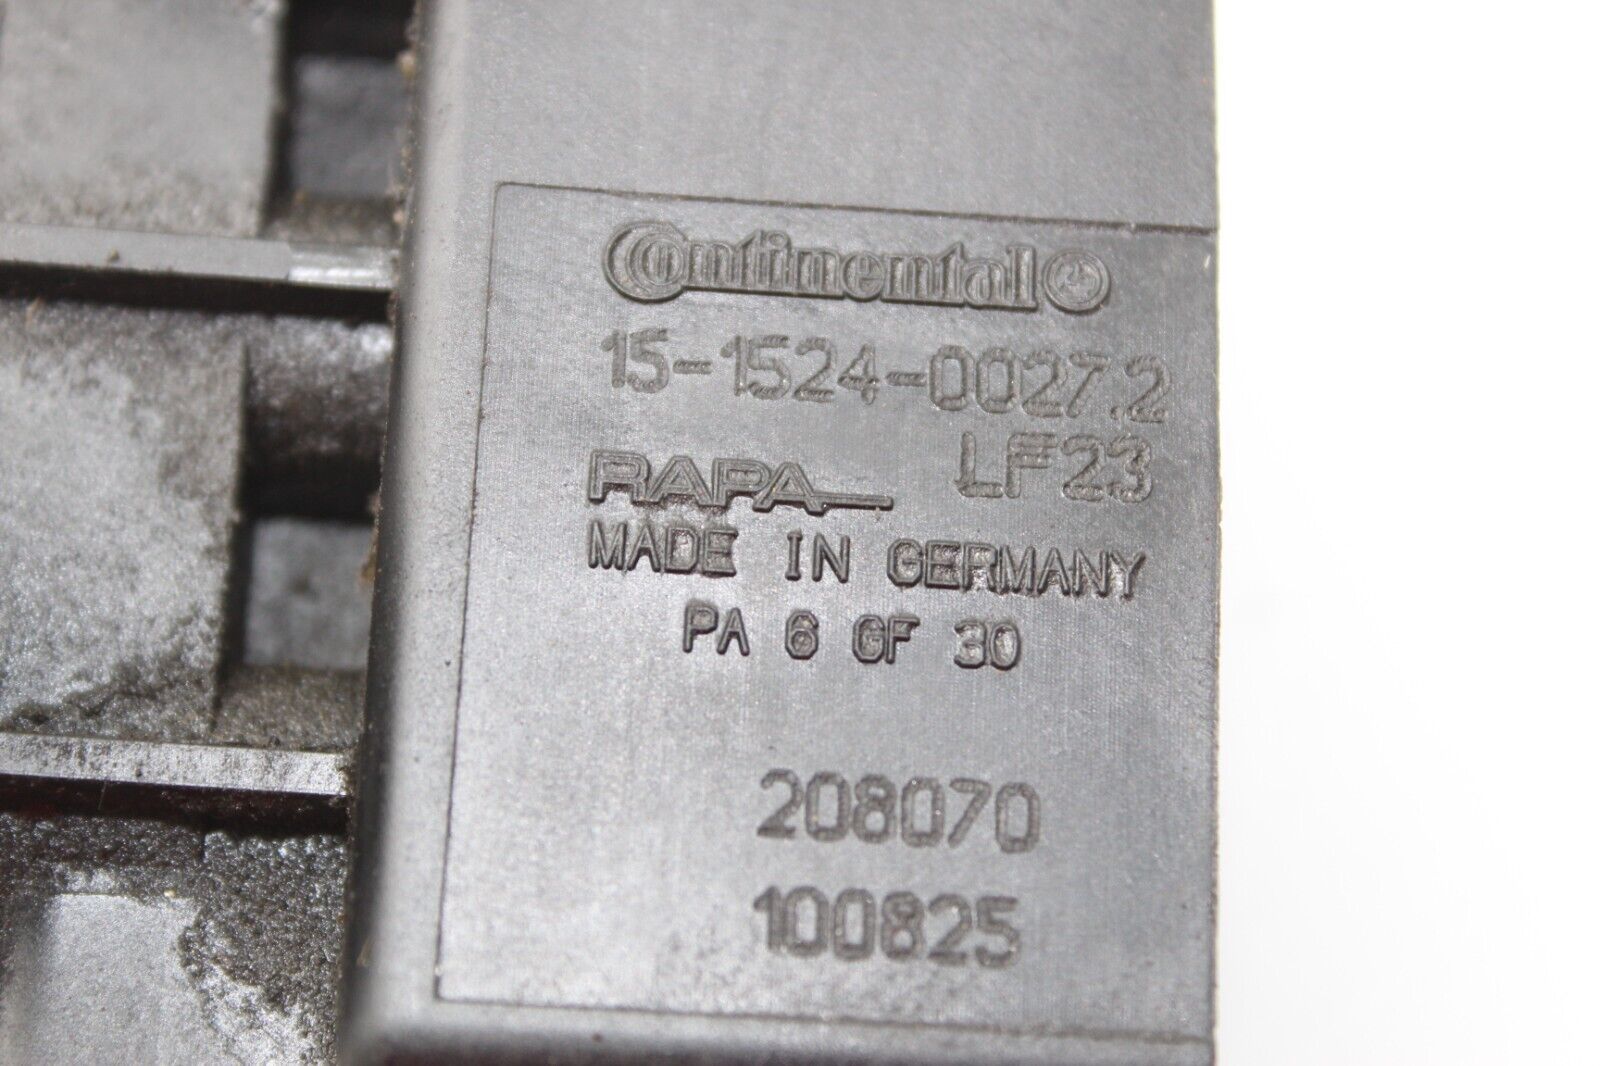 Continental
15-1524-0027.2
LF23
RAPA
MADE IN GERMANY
PA 6 GF 30
208070
100825